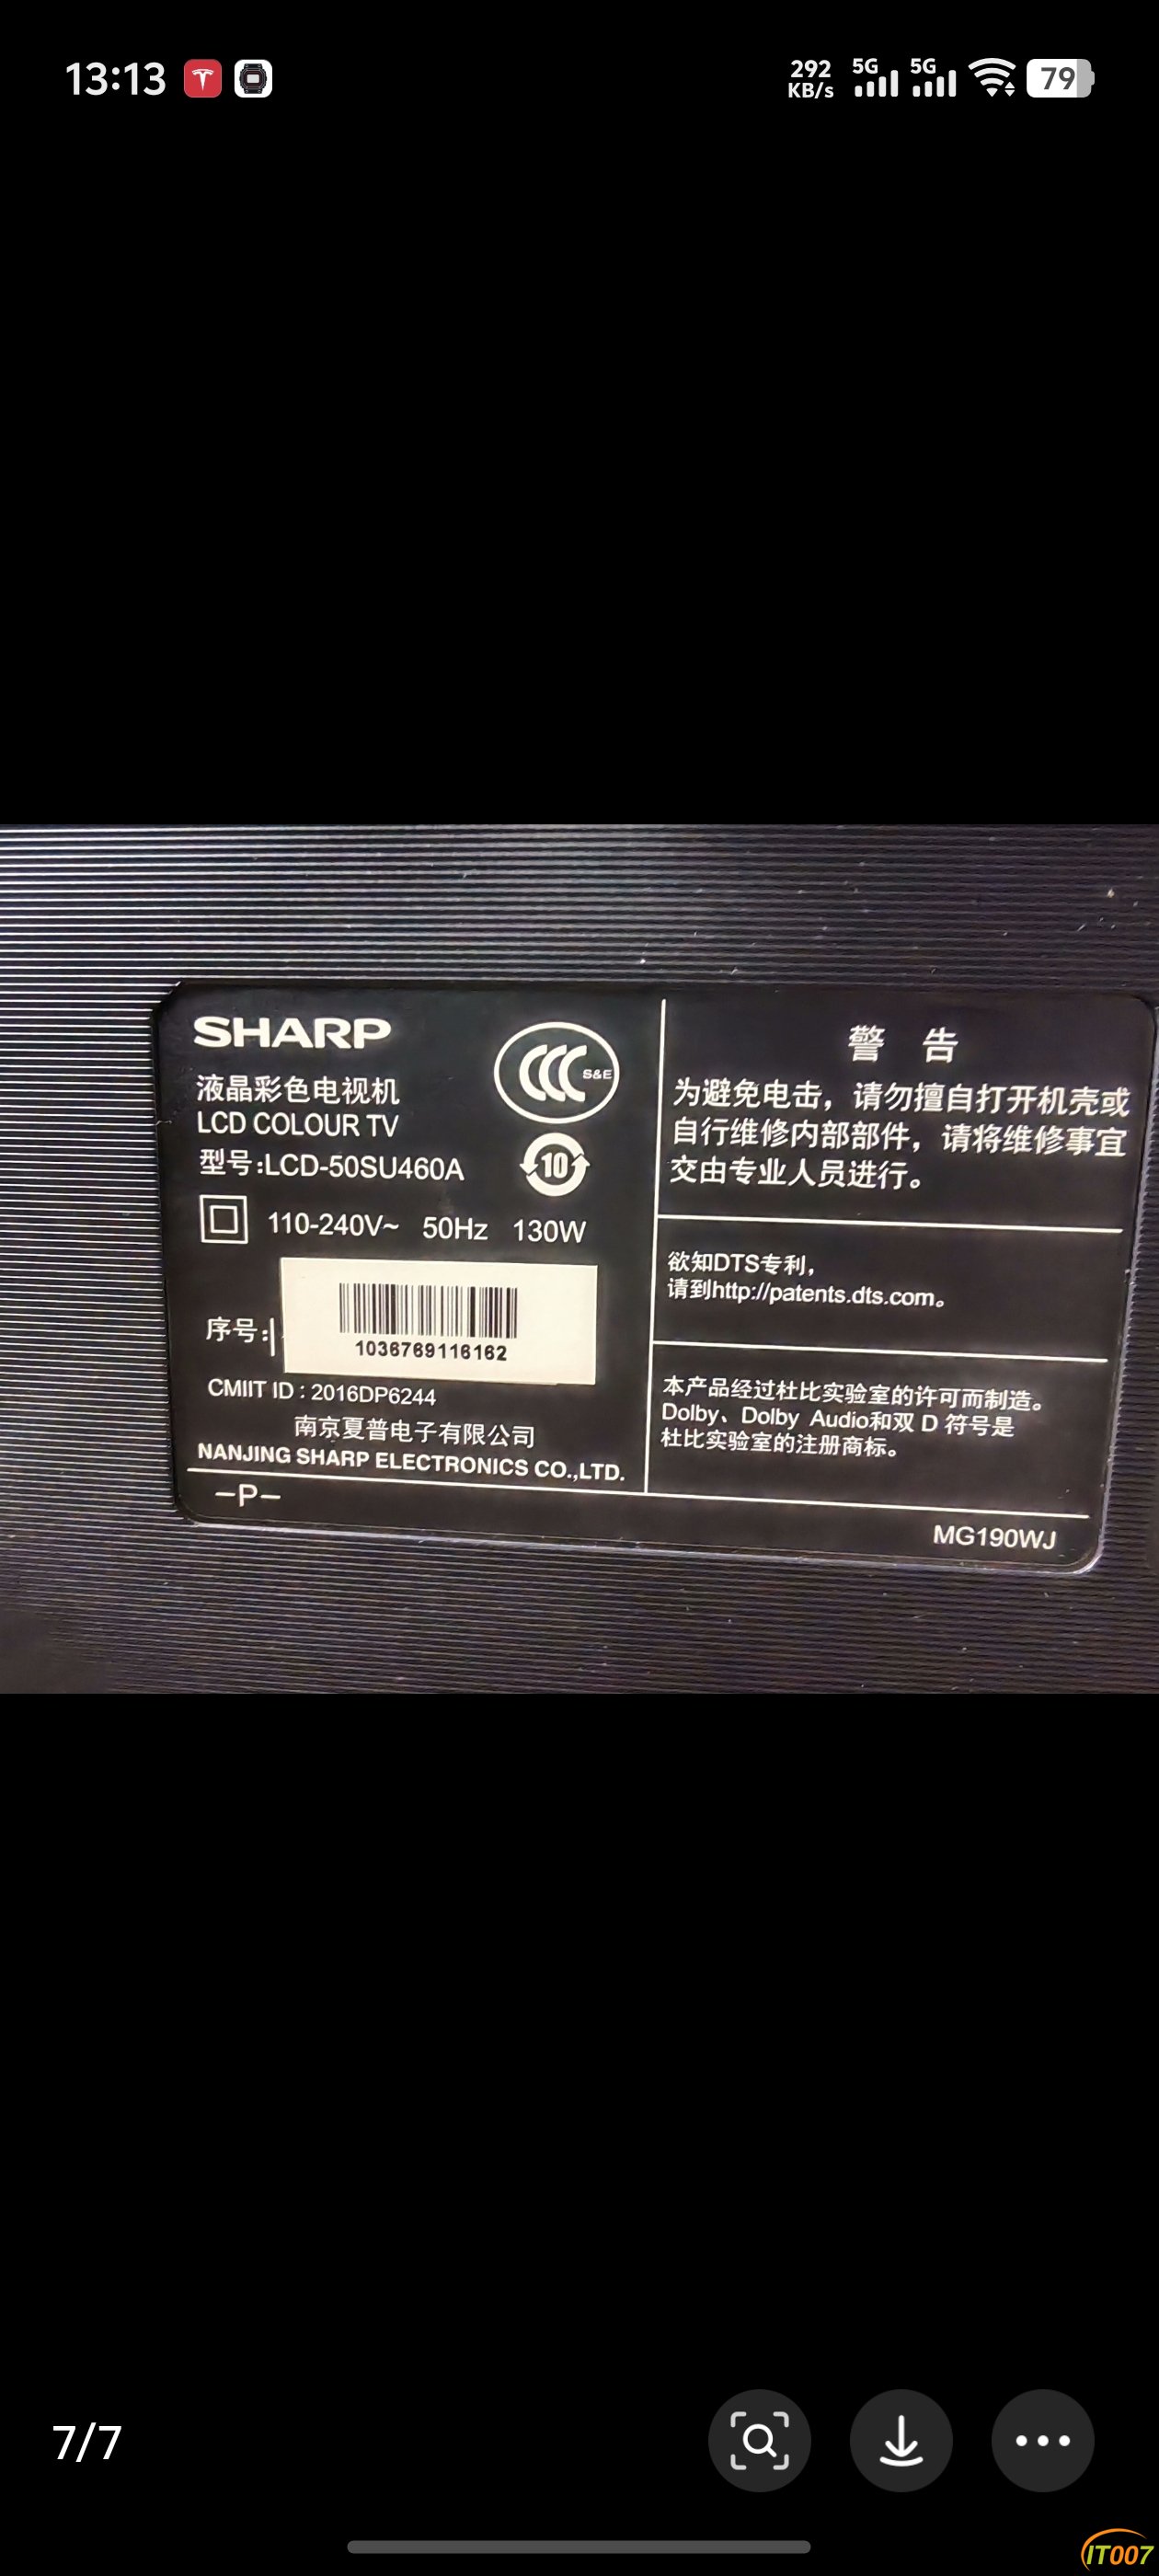 13:13
292 KB/s 5G 5G 79
SHARP
液晶彩色电视机
LCD COLOUR TV
型号:LCD-50SU460A
CCC S&E
10
110-240V~ 50Hz 130W
序号:
1036769116162
CMIIT ID : 2016DP6244
南京夏普电子有限公司
NANJING SHARP ELECTRONICS CO.,LTD.
–P–
警 告
为避免电击，请勿擅自打开机壳或
自行维修内部部件，请将维修事宜
交由专业人员进行。
欲知DTS专利，
请到http://patents.dts.com。
本产品经过杜比实验室的许可而制造。
Dolby、Dolby Audio和双 D 符号是
杜比实验室的注册商标。
MG190WJ
7/7
IT007